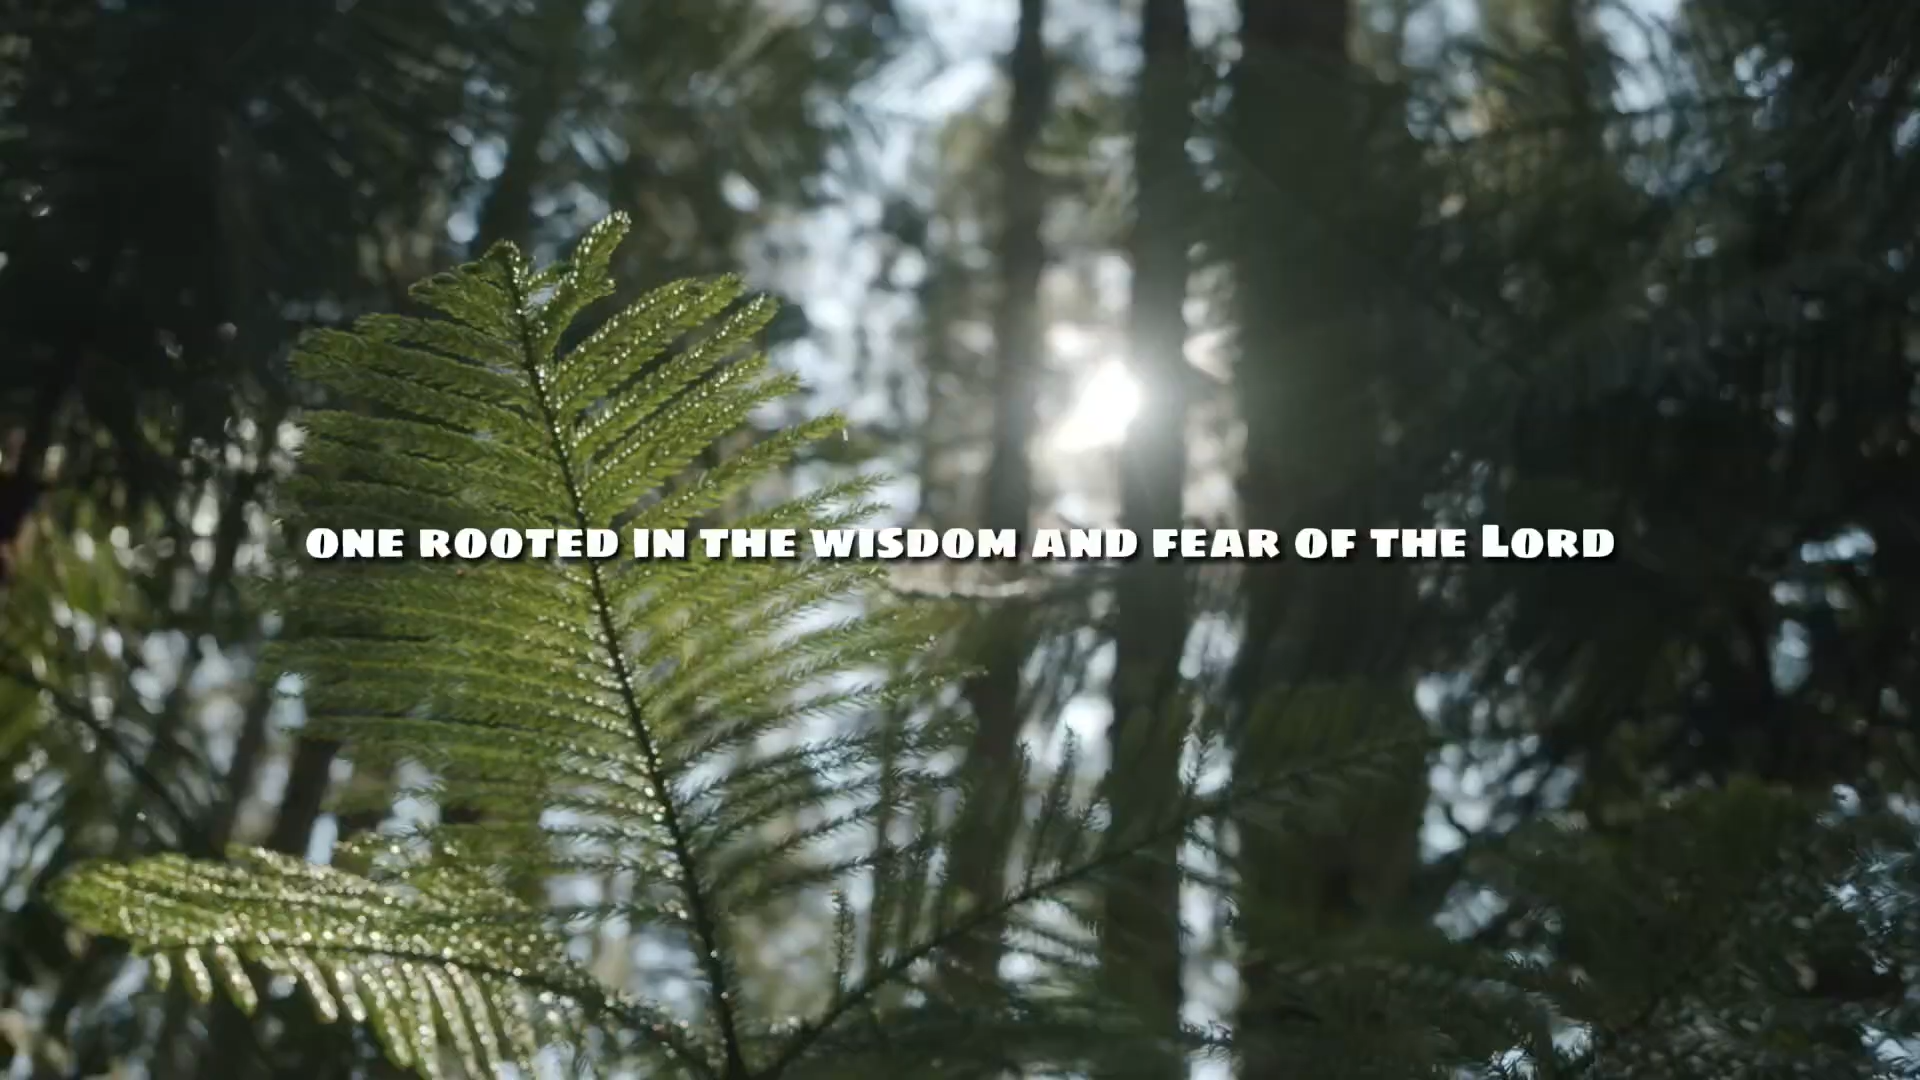 one rooted in the wisdom and fear of the Lord